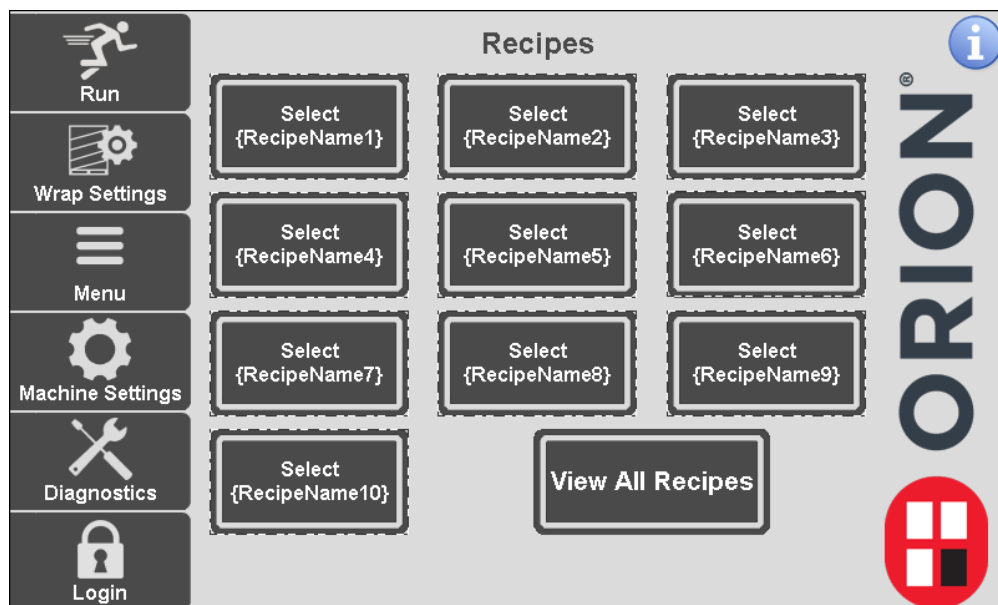 Recipes
Run
Wrap Settings
Menu
Machine Settings
Diagnostics
Login
Select
{RecipeName1}
Select
{RecipeName2}
Select
{RecipeName3}
Select
{RecipeName4}
Select
{RecipeName5}
Select
{RecipeName6}
Select
{RecipeName7}
Select
{RecipeName8}
Select
{RecipeName9}
Select
{RecipeName10}
View All Recipes
i
ORION®